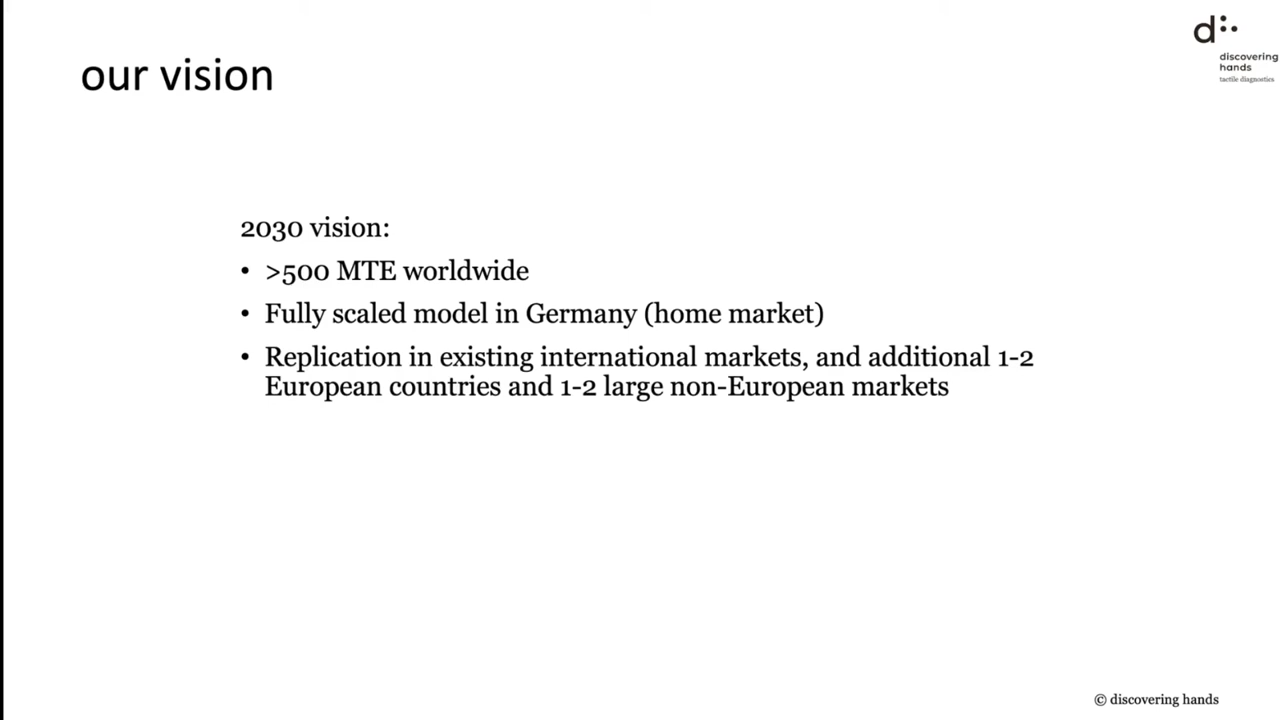 our vision
d
discovering
hands
tactile diagnostics
2030 vision:
• >500 MTE worldwide
• Fully scaled model in Germany (home market)
• Replication in existing international markets, and additional 1-2
European countries and 1-2 large non-European markets
© discovering hands